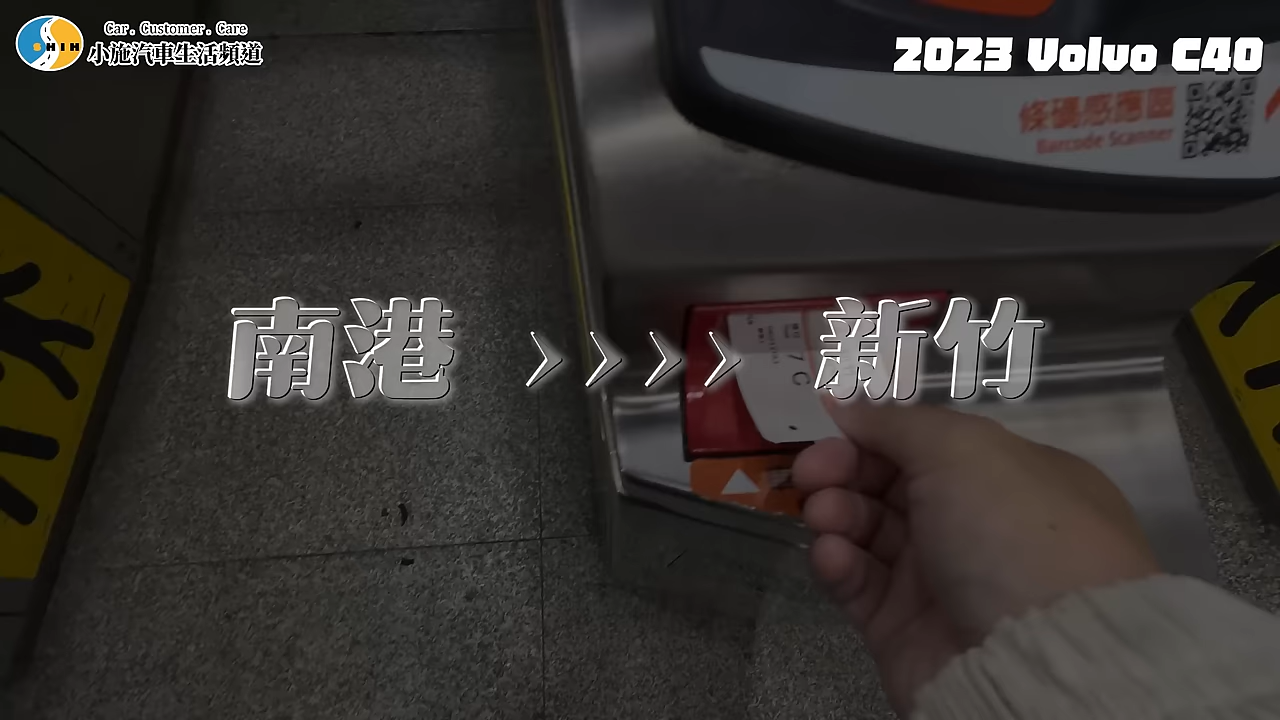 Car . Customer . Care
SHIH
小施汽車生活頻道
2023 Volvo C40
條碼感應區
Barcode Scanner
南港 》》》》 新竹
7 C